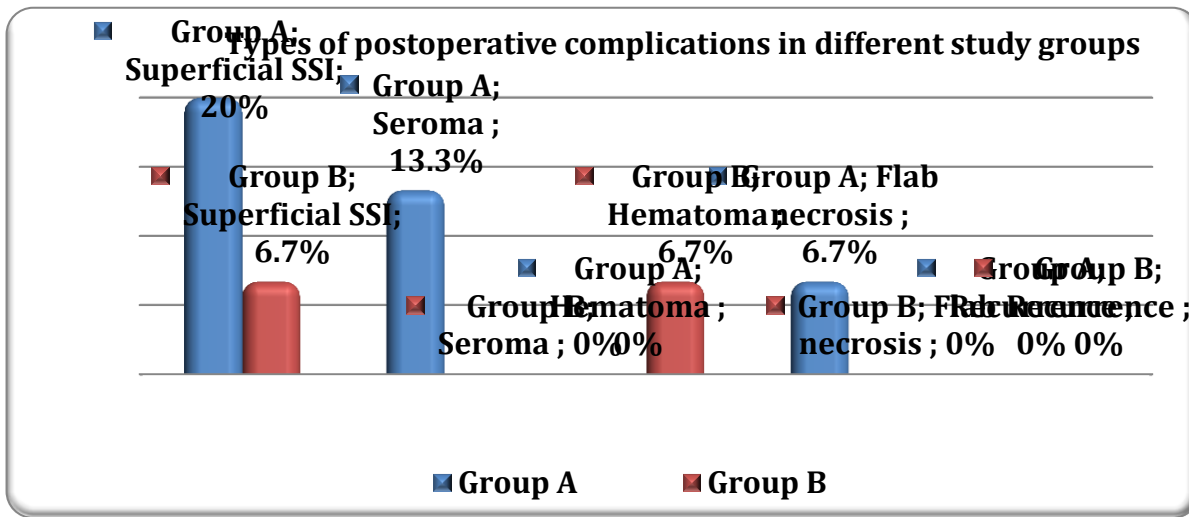 Types of postoperative complications in different study groups
Group A;
Superficial SSI;
20%
Group A;
Seroma ;
13.3%
Group B;
Superficial SSI;
6.7%
Group B;
Hematoma ;
6.7%
Group A; Flab
necrosis ;
6.7%
Group B;
Seroma ; 0%
Group A;
Hematoma ;
0%
Group B; Flab
necrosis ; 0%
Group A;
Recurrence ;
0%
Group B;
Recurrence ;
0%
Group A
Group B